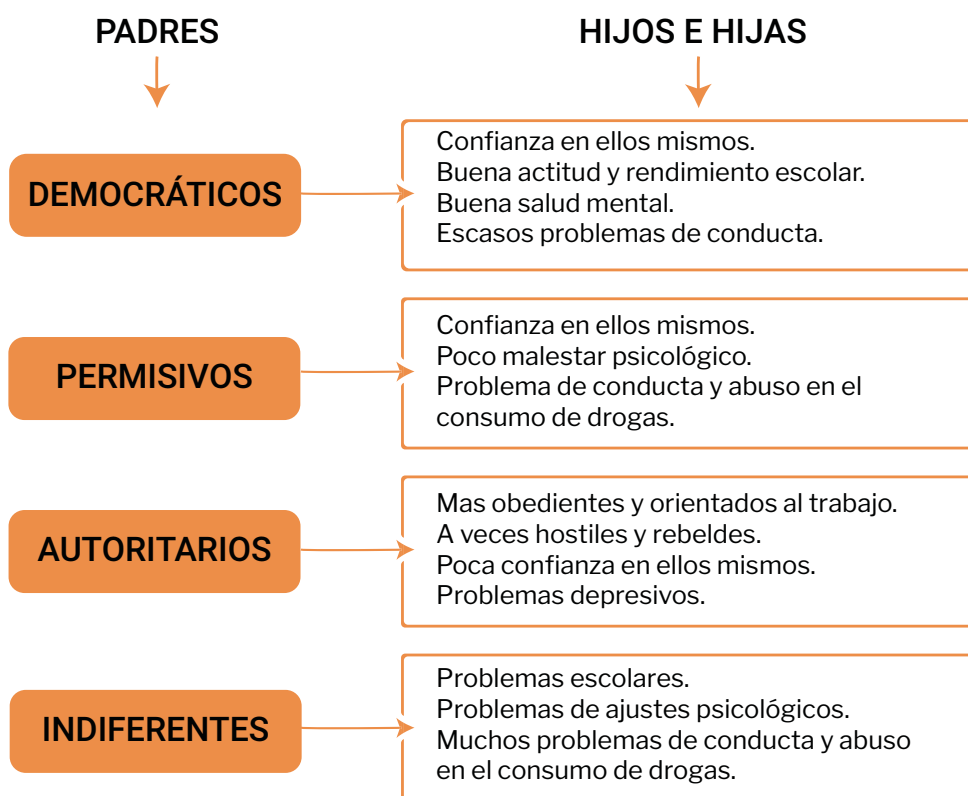 PADRES
HIJOS E HIJAS
DEMOCRÁTICOS
Confianza en ellos mismos.
Buena actitud y rendimiento escolar.
Buena salud mental.
Escasos problemas de conducta.
PERMISIVOS
Confianza en ellos mismos.
Poco malestar psicológico.
Problema de conducta y abuso en el
consumo de drogas.
AUTORITARIOS
Mas obedientes y orientados al trabajo.
A veces hostiles y rebeldes.
Poca confianza en ellos mismos.
Problemas depresivos.
INDIFERENTES
Problemas escolares.
Problemas de ajustes psicológicos.
Muchos problemas de conducta y abuso
en el consumo de drogas.